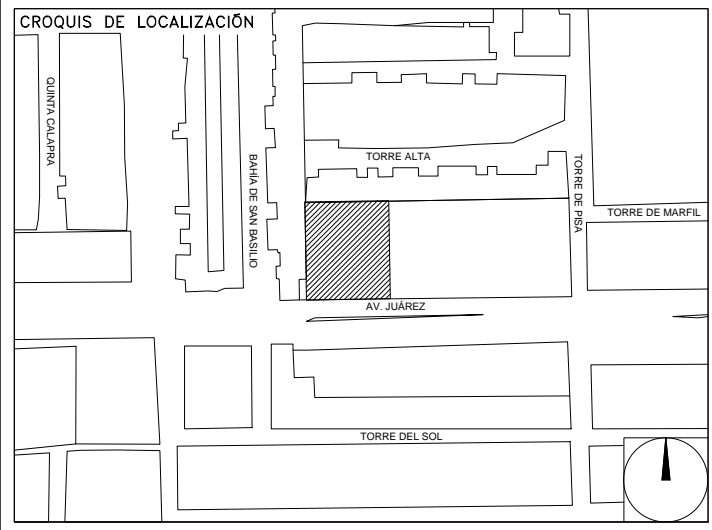 CROQUIS DE LOCALIZACIÓN
QUINTA CALAPRA
BAHÍA DE SAN BASILIO
TORRE ALTA
TORRE DE PISA
TORRE DE MARFIL
AV. JUÁREZ
TORRE DEL SOL